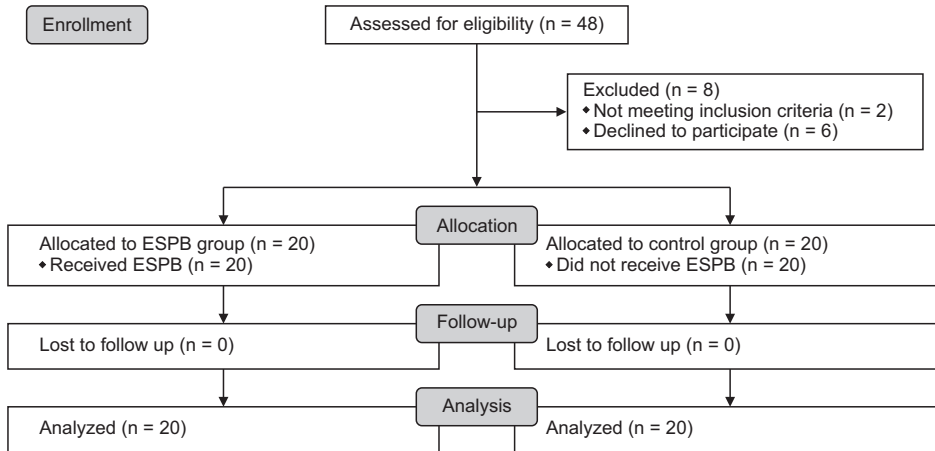 Enrollment
Assessed for eligibility (n = 48)
Excluded (n = 8)
◆Not meeting inclusion criteria (n = 2)
◆Declined to participate (n = 6)
Allocation
Allocated to ESPB group (n = 20)
◆Received ESPB (n = 20)
Allocated to control group (n = 20)
◆Did not receive ESPB (n = 20)
Follow-up
Lost to follow up (n = 0)
Lost to follow up (n = 0)
Analysis
Analyzed (n = 20)
Analyzed (n = 20)